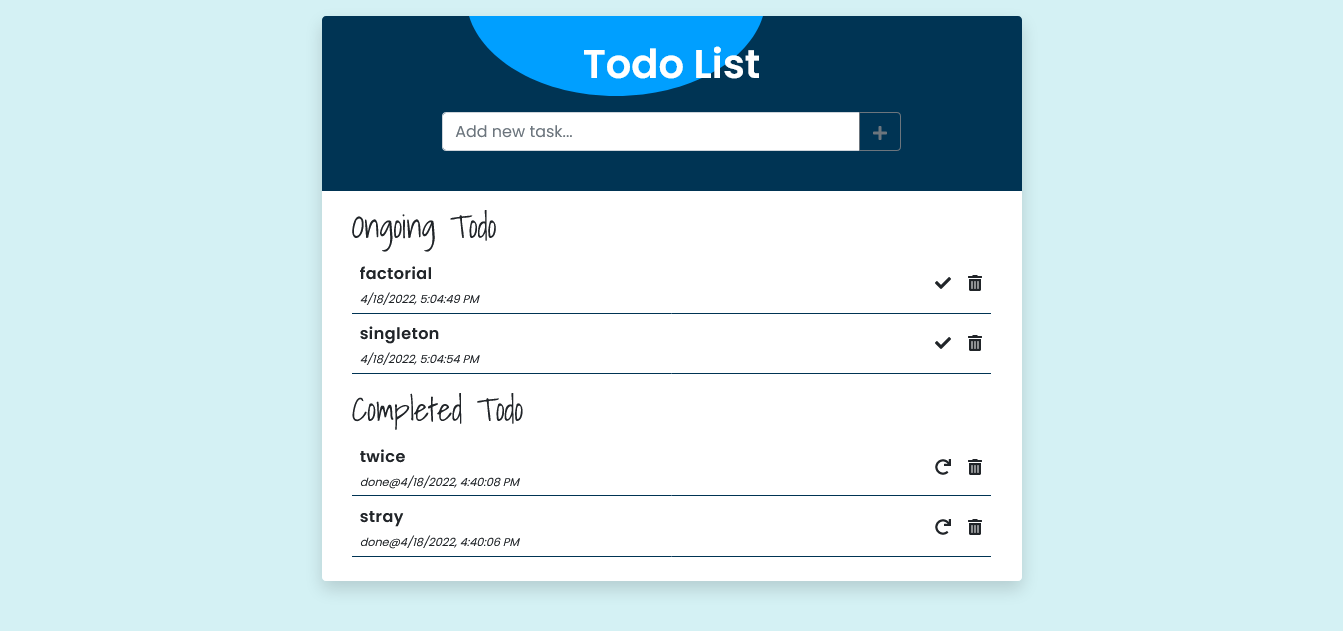 Todo List
Add new task...
Ongoing Todo
factorial
4/18/2022, 5:04:49 PM
singleton
4/18/2022, 5:04:54 PM
Completed Todo
twice
done@4/18/2022, 4:40:08 PM
stray
done@4/18/2022, 4:40:06 PM